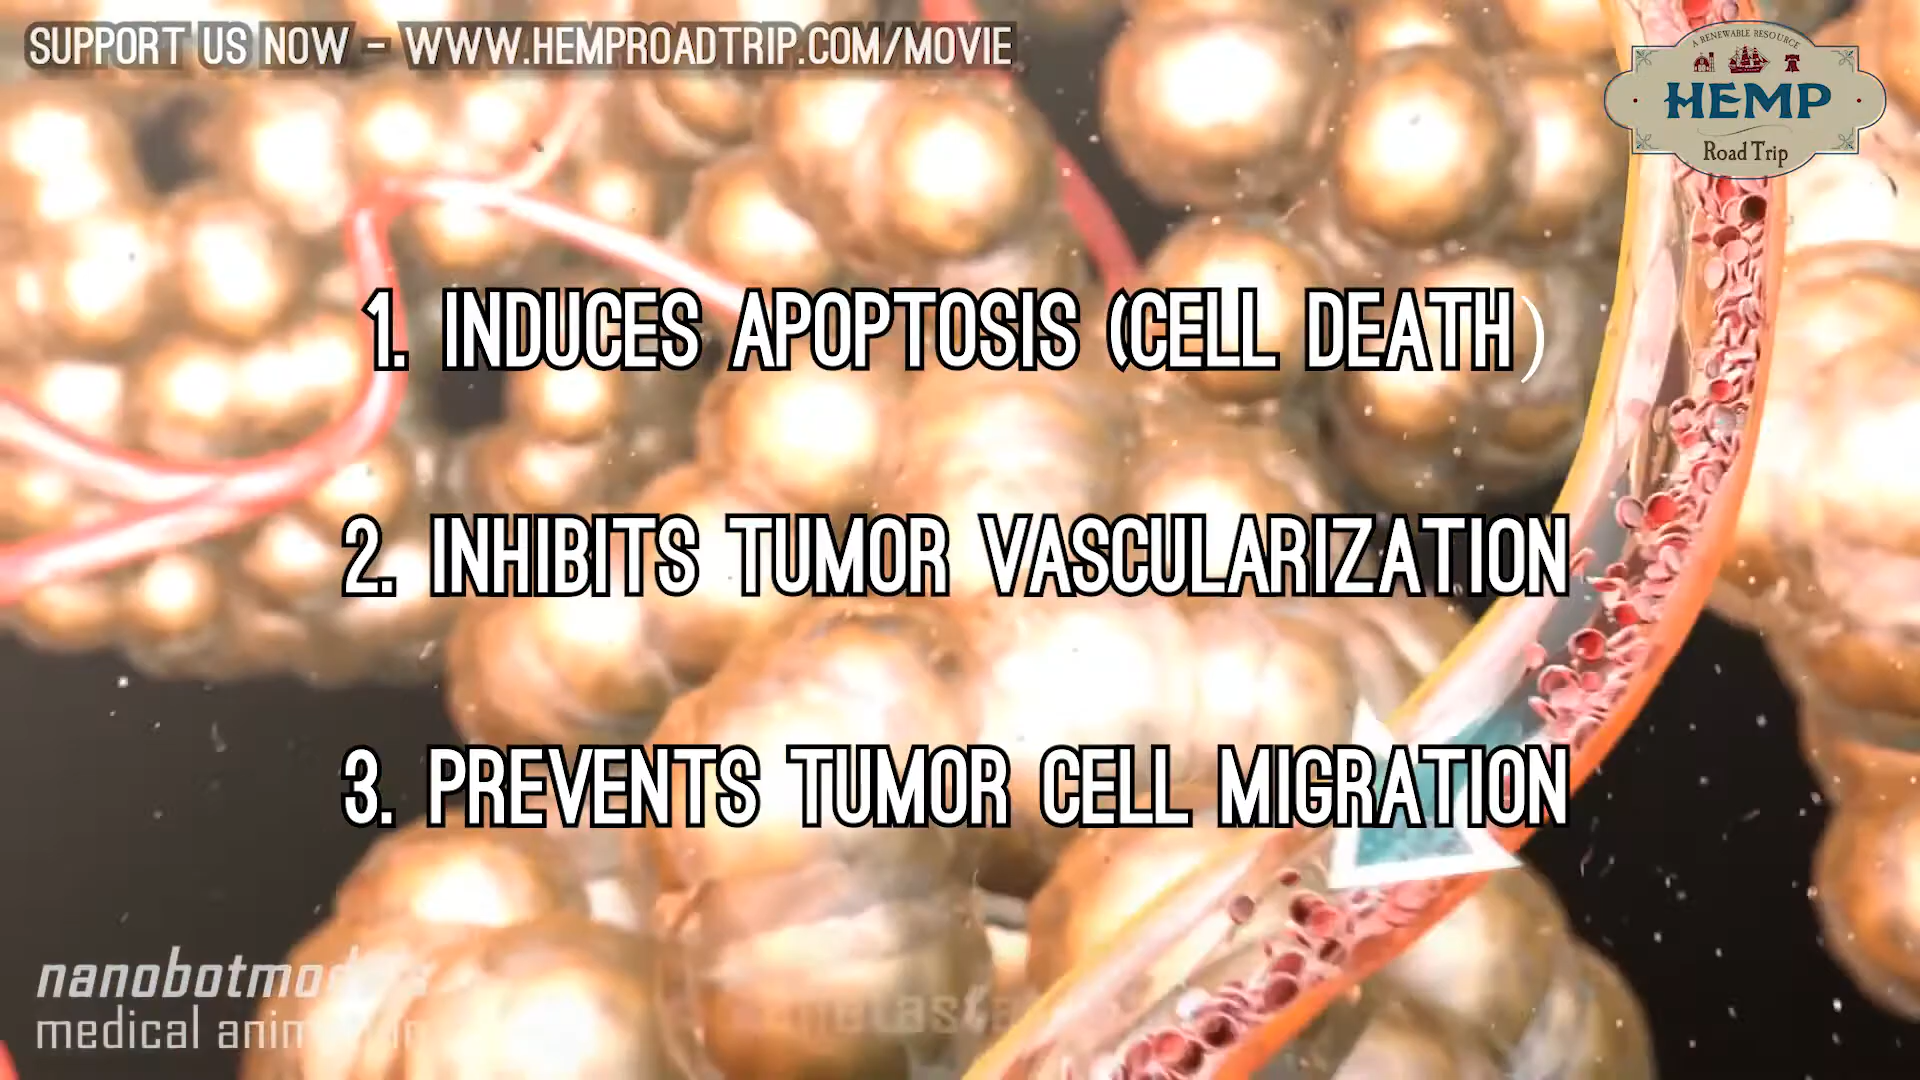 SUPPORT US NOW - WWW.HEMPROADTRIP.COM/MOVIE
A RENEWABLE RESOURCE
HEMP
Road Trip
1. INDUCES APOPTOSIS (CELL DEATH)
2. INHIBITS TUMOR VASCULARIZATION
3. PREVENTS TUMOR CELL MIGRATION
medical